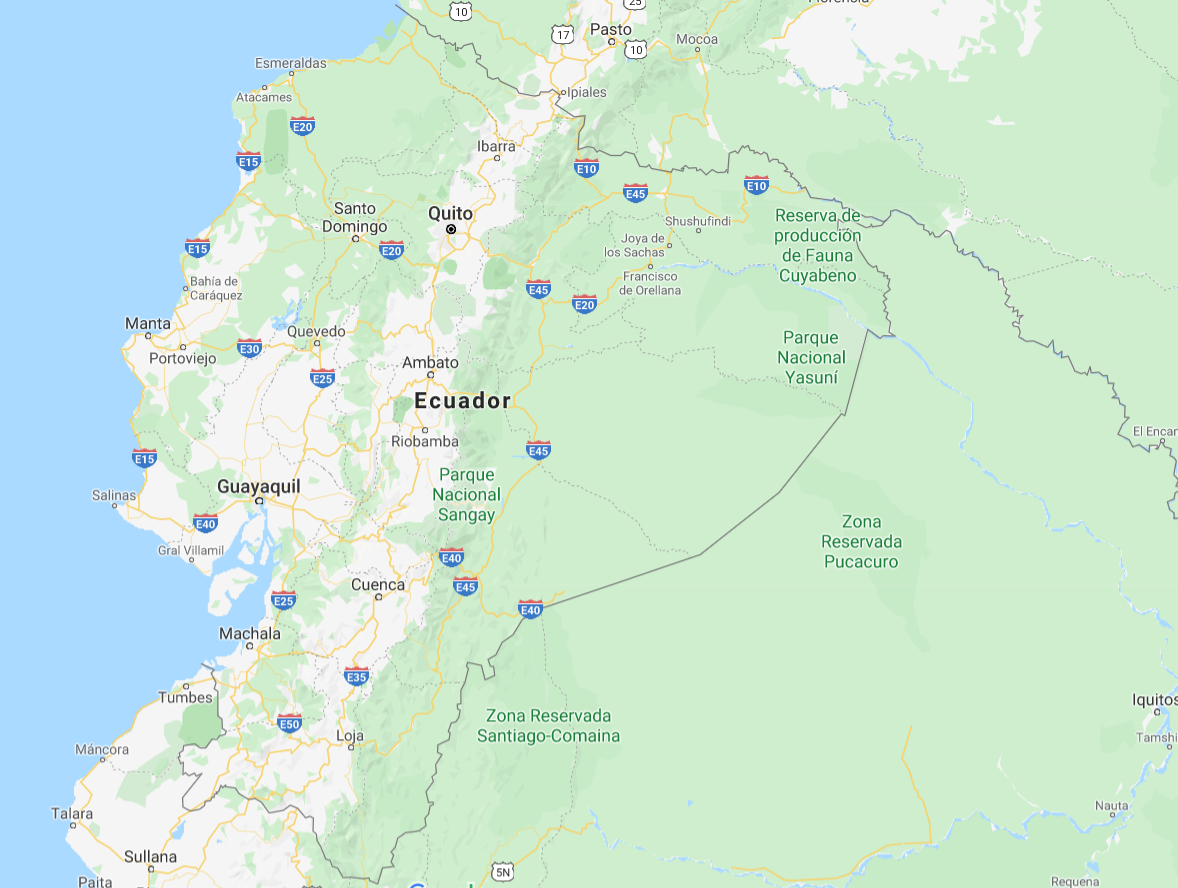 25
Florencia
10
17
Pasto
10
Mocoa
Esmeraldas
Atacames
Ipiales
E20
Ibarra
E15
E10
E45
E10
Santo
Domingo
Quito
Shushufindi
Reserva de
producción
de Fauna
Cuyabeno
E15
E20
Joya de
los Sachas
Francisco
de Orellana
Bahía de
Caráquez
E45
E20
Manta
Portoviejo
E30
Quevedo
Parque
Nacional
Yasuní
Ambato
E25
Ecuador
Riobamba
El Encar
E15
E45
Parque
Nacional
Sangay
Guayaquil
Salinas
E40
Gral Villamil
Zona
Reservada
Pucacuro
E40
E45
Cuenca
E25
E40
Machala
E35
Tumbes
Iquitos
Zona Reservada
Santiago-Comaina
E50
Loja
Tamshi
Máncora
Talara
Nauta
Sullana
5N
Paita
Requena